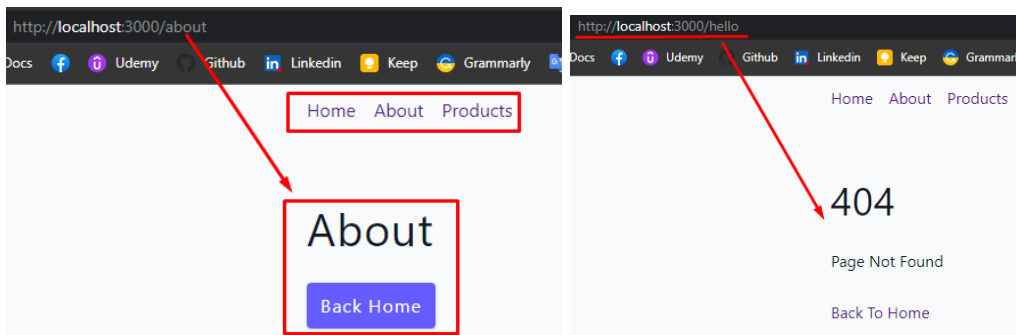 http://localhost:3000/about
Docs Udemy Github Linkedin Keep Grammarly
Home About Products
About
Back Home
http://localhost:3000/hello
Docs Udemy Github Linkedin Keep Grammar
Home About Products
404
Page Not Found
Back To Home